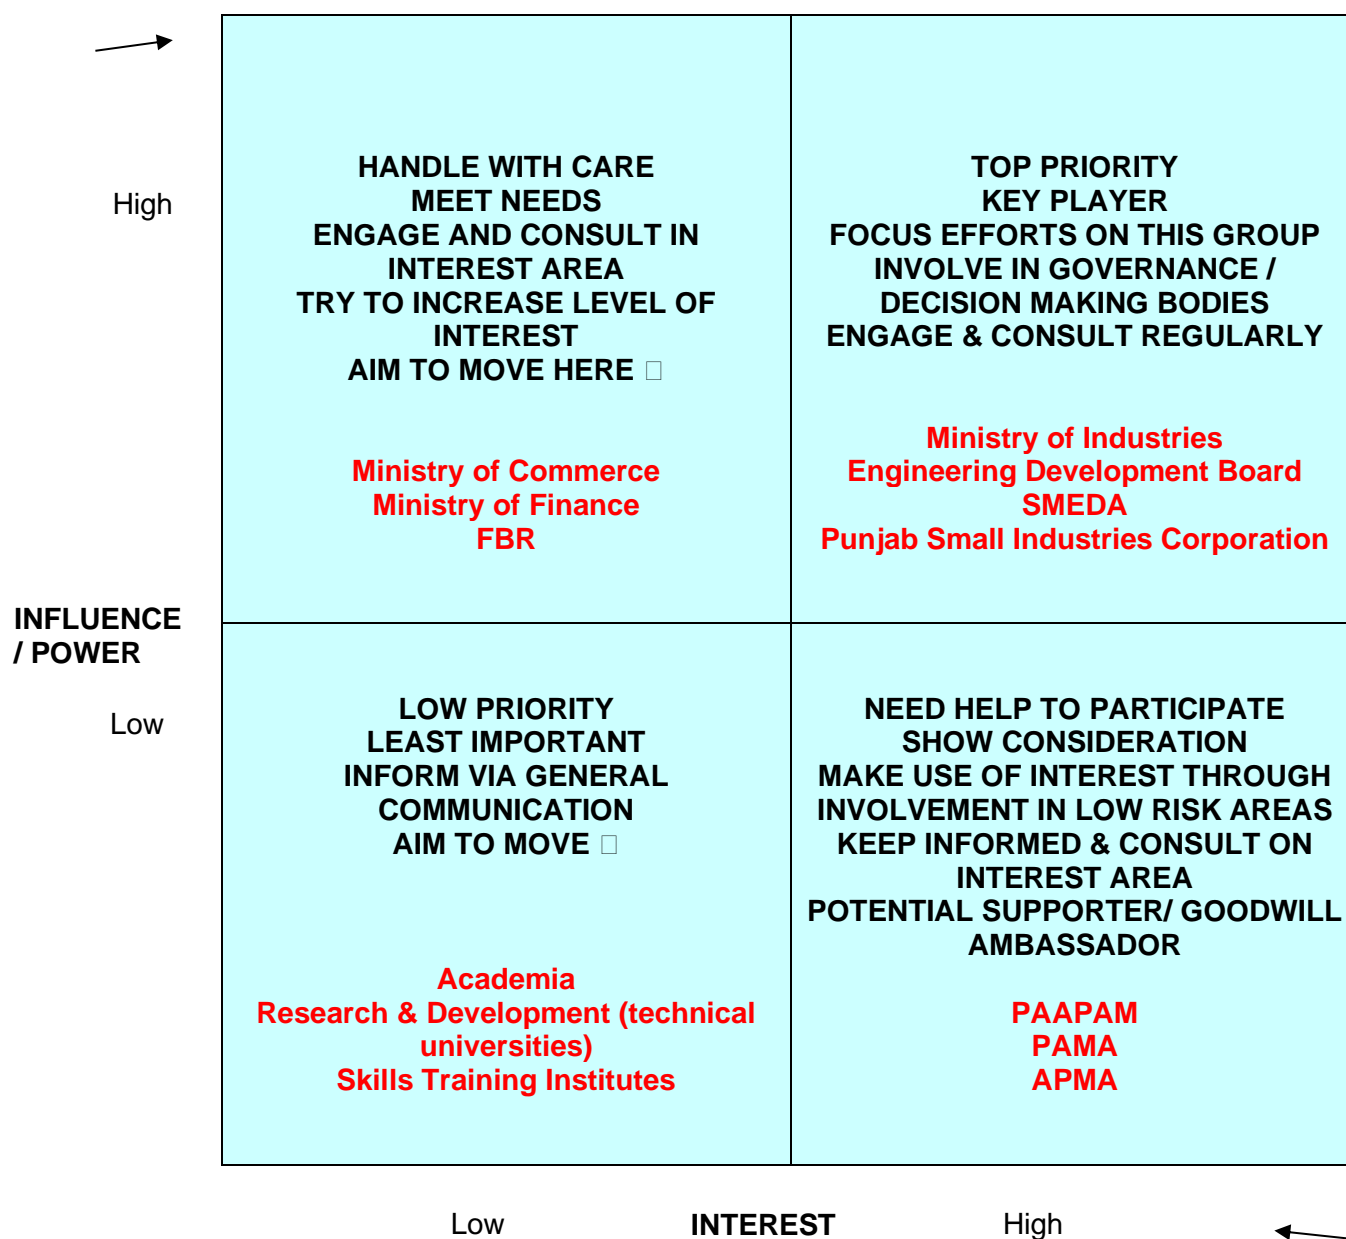 High
HANDLE WITH CARE
MEET NEEDS
ENGAGE AND CONSULT IN
INTEREST AREA
TRY TO INCREASE LEVEL OF
INTEREST
AIM TO MOVE HERE □
Ministry of Commerce
Ministry of Finance
FBR
TOP PRIORITY
KEY PLAYER
FOCUS EFFORTS ON THIS GROUP
INVOLVE IN GOVERNANCE /
DECISION MAKING BODIES
ENGAGE & CONSULT REGULARLY
Ministry of Industries
Engineering Development Board
SMEDA
Punjab Small Industries Corporation
INFLUENCE
/ POWER
Low
LOW PRIORITY
LEAST IMPORTANT
INFORM VIA GENERAL
COMMUNICATION
AIM TO MOVE □
Academia
Research & Development (technical
universities)
Skills Training Institutes
NEED HELP TO PARTICIPATE
SHOW CONSIDERATION
MAKE USE OF INTEREST THROUGH
INVOLVEMENT IN LOW RISK AREAS
KEEP INFORMED & CONSULT ON
INTEREST AREA
POTENTIAL SUPPORTER/ GOODWILL
AMBASSADOR
PAAPAM
PAMA
APMA
Low
INTEREST
High